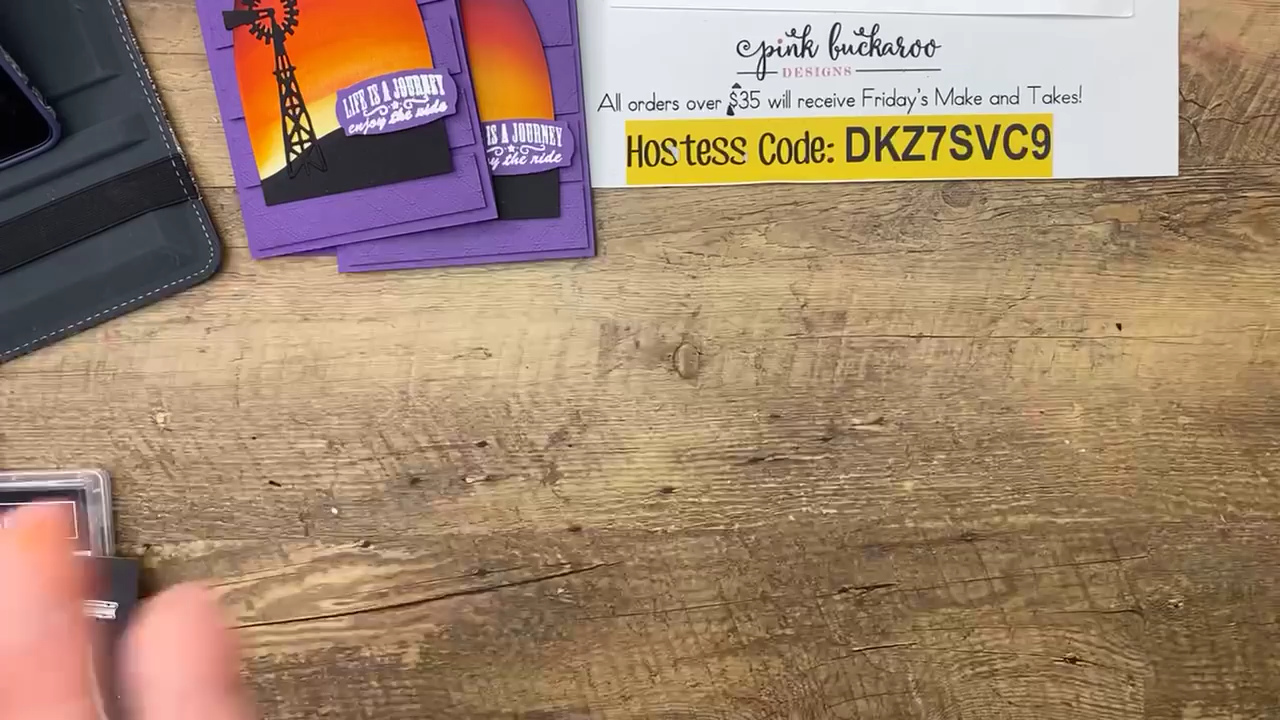 LIFE IS A JOURNEY
enjoy the ride
IS A JOURNEY
the ride
pink buckaroo
DESIGNS
All orders over $35 will receive Friday's Make and Takes!
Hostess Code: DKZ7SVC9